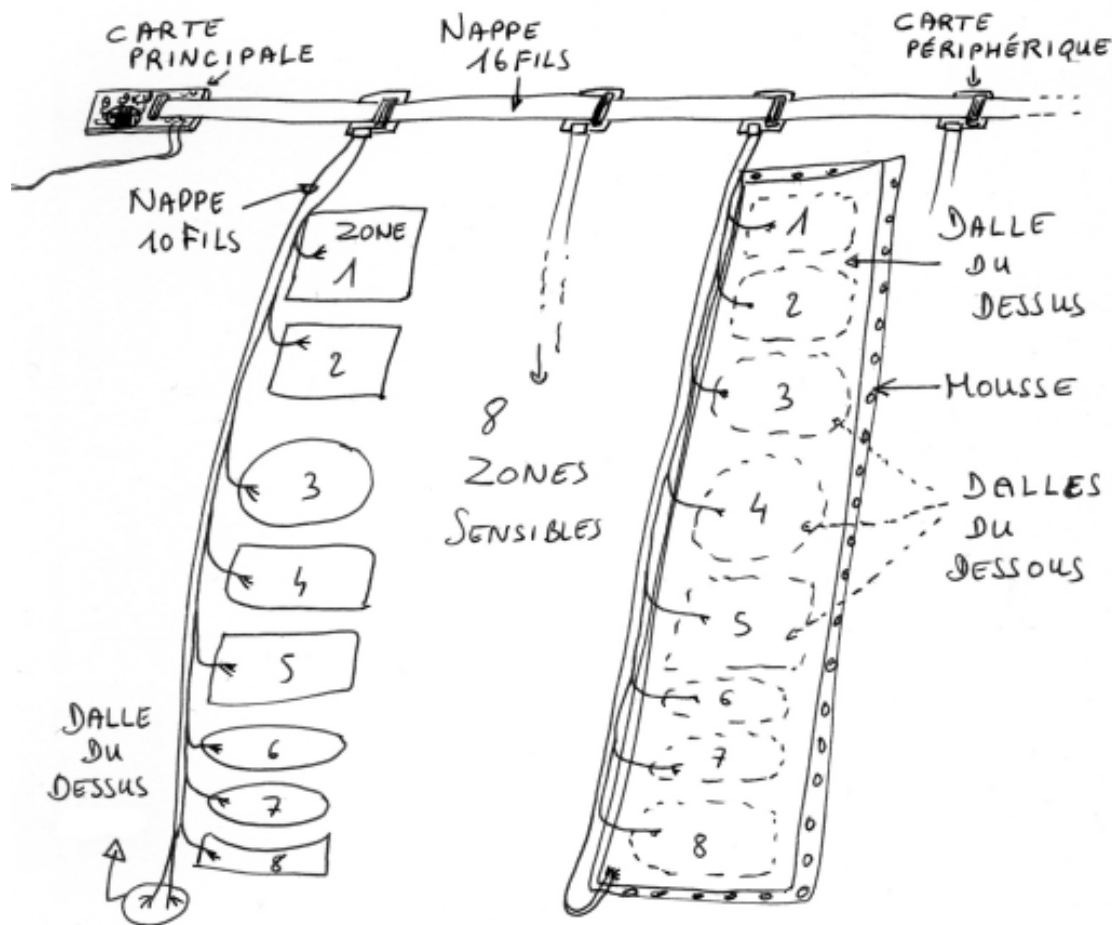 CARTE
PRINCIPALE
NAPPE
16 FILS
CARTE
PÉRIPHÉRIQUE
NAPPE
10 FILS
ZONE
1
2
3
4
5
6
7
8
DALLE
DU
DESSUS
8
ZONES
SENSIBLES
1
2
3
4
5
6
7
8
DALLE
DU
DESSUS
MOUSSE
DALLES
DU
DESSOUS